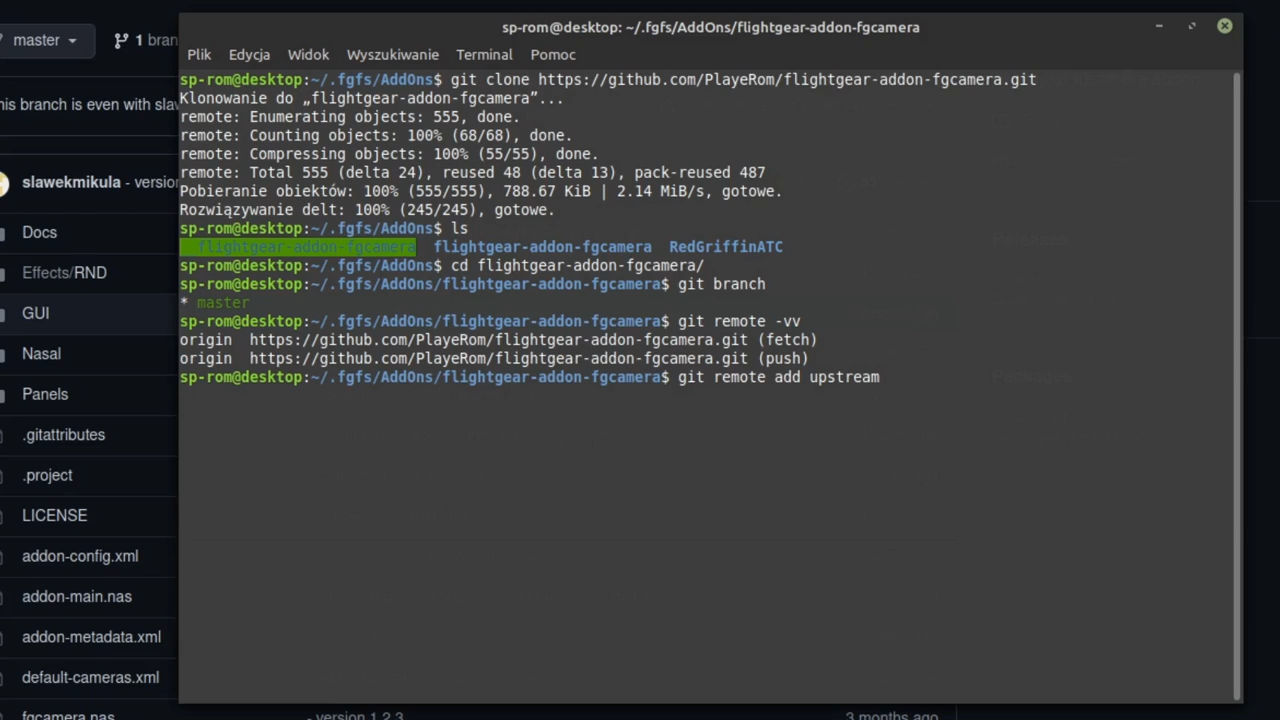 sp-rom@desktop: ~/.fgfs/AddOns/flightgear-addon-fgcamera
Plik Edycja Widok Wyszukiwanie Terminal Pomoc
sp-rom@desktop:~/.fgfs/AddOns$ git clone https://github.com/PlayeRom/flightgear-addon-fgcamera.git
Klonowanie do „flightgear-addon-fgcamera”...
remote: Enumerating objects: 555, done.
remote: Counting objects: 100% (68/68), done.
remote: Compressing objects: 100% (55/55), done.
remote: Total 555 (delta 24), reused 48 (delta 13), pack-reused 487
Pobieranie obiektów: 100% (555/555), 788.67 KiB | 2.14 MiB/s, gotowe.
Rozwiązywanie delt: 100% (245/245), gotowe.
sp-rom@desktop:~/.fgfs/AddOns$ ls
flightgear-addon-fgcamera flightgear-addon-fgcamera RedGriffinATC
sp-rom@desktop:~/.fgfs/AddOns$ cd flightgear-addon-fgcamera/
sp-rom@desktop:~/.fgfs/AddOns/flightgear-addon-fgcamera$ git branch
* master
sp-rom@desktop:~/.fgfs/AddOns/flightgear-addon-fgcamera$ git remote -vv
origin https://github.com/PlayeRom/flightgear-addon-fgcamera.git (fetch)
origin https://github.com/PlayeRom/flightgear-addon-fgcamera.git (push)
sp-rom@desktop:~/.fgfs/AddOns/flightgear-addon-fgcamera$ git remote add upstream
master
1 bran
his branch is even with slaw
slawekmikula - version
Docs
Effects/RND
GUI
Nasal
Panels
.gitattributes
.project
LICENSE
addon-config.xml
addon-main.nas
addon-metadata.xml
default-cameras.xml
fgcamera.nas - version 1.2.3 3 months ago
Releases
Packages